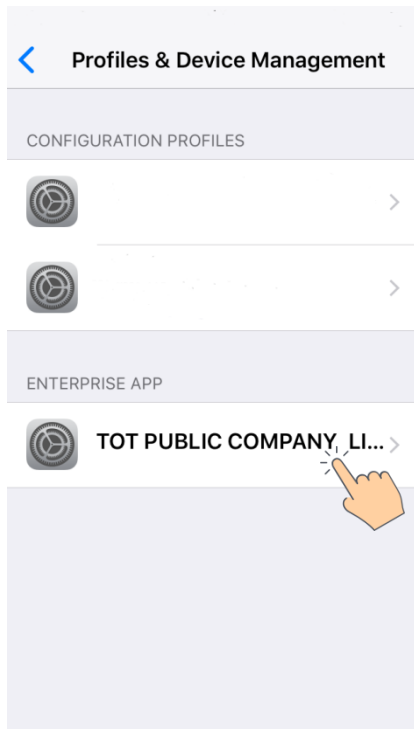 Profiles & Device Management
CONFIGURATION PROFILES
ENTERPRISE APP
TOT PUBLIC COMPANY, LI...